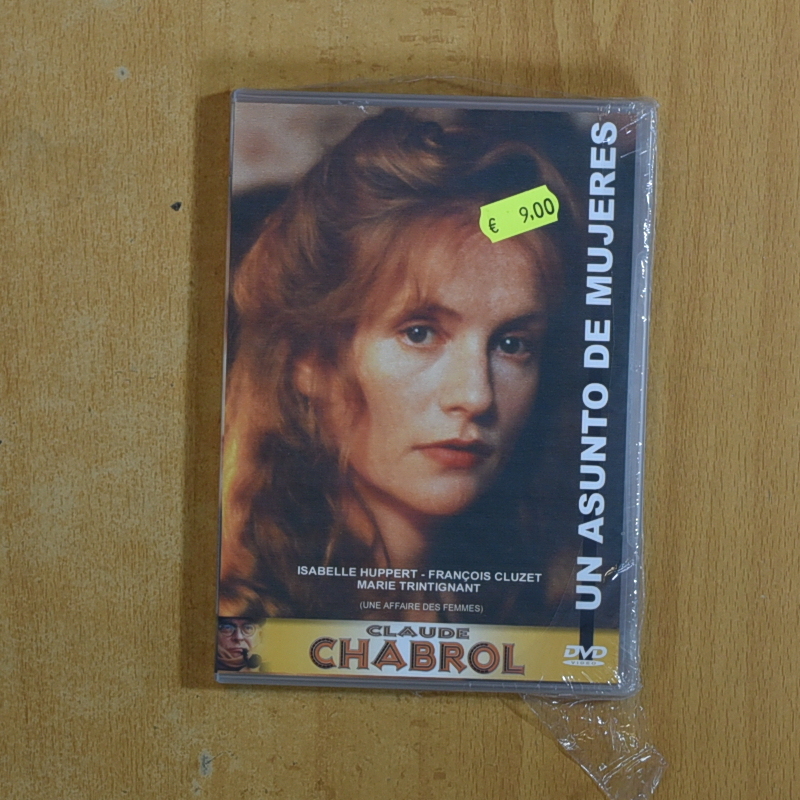 € 9,00
UN ASUNTO DE MUJERES
ISABELLE HUPPERT - FRANÇOIS CLUZET
MARIE TRINTIGNANT
(UNE AFFAIRE DES FEMMES)
CLAUDE
CHABROL
DVD
VIDEO